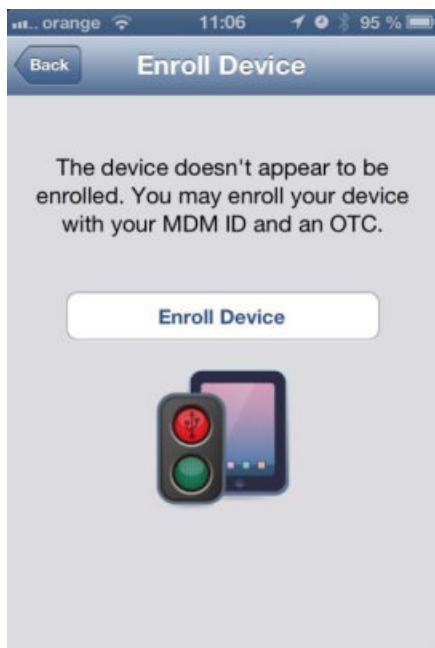 orange 11:06 95 %
Back Enroll Device
The device doesn't appear to be
enrolled. You may enroll your device
with your MDM ID and an OTC.
Enroll Device